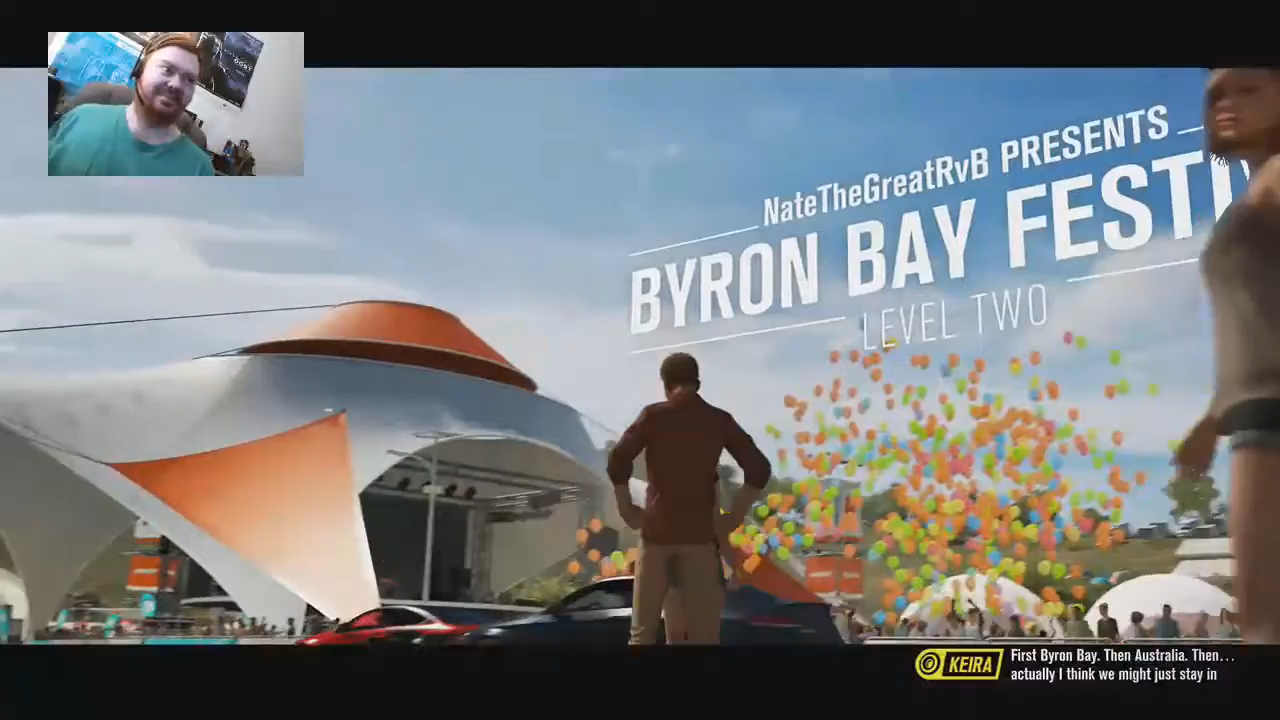 NateTheGreatRvB PRESENTS
BYRON BAY FESTI
LEVEL TWO
KEIRA
First Byron Bay. Then Australia. Then…
actually I think we might just stay in